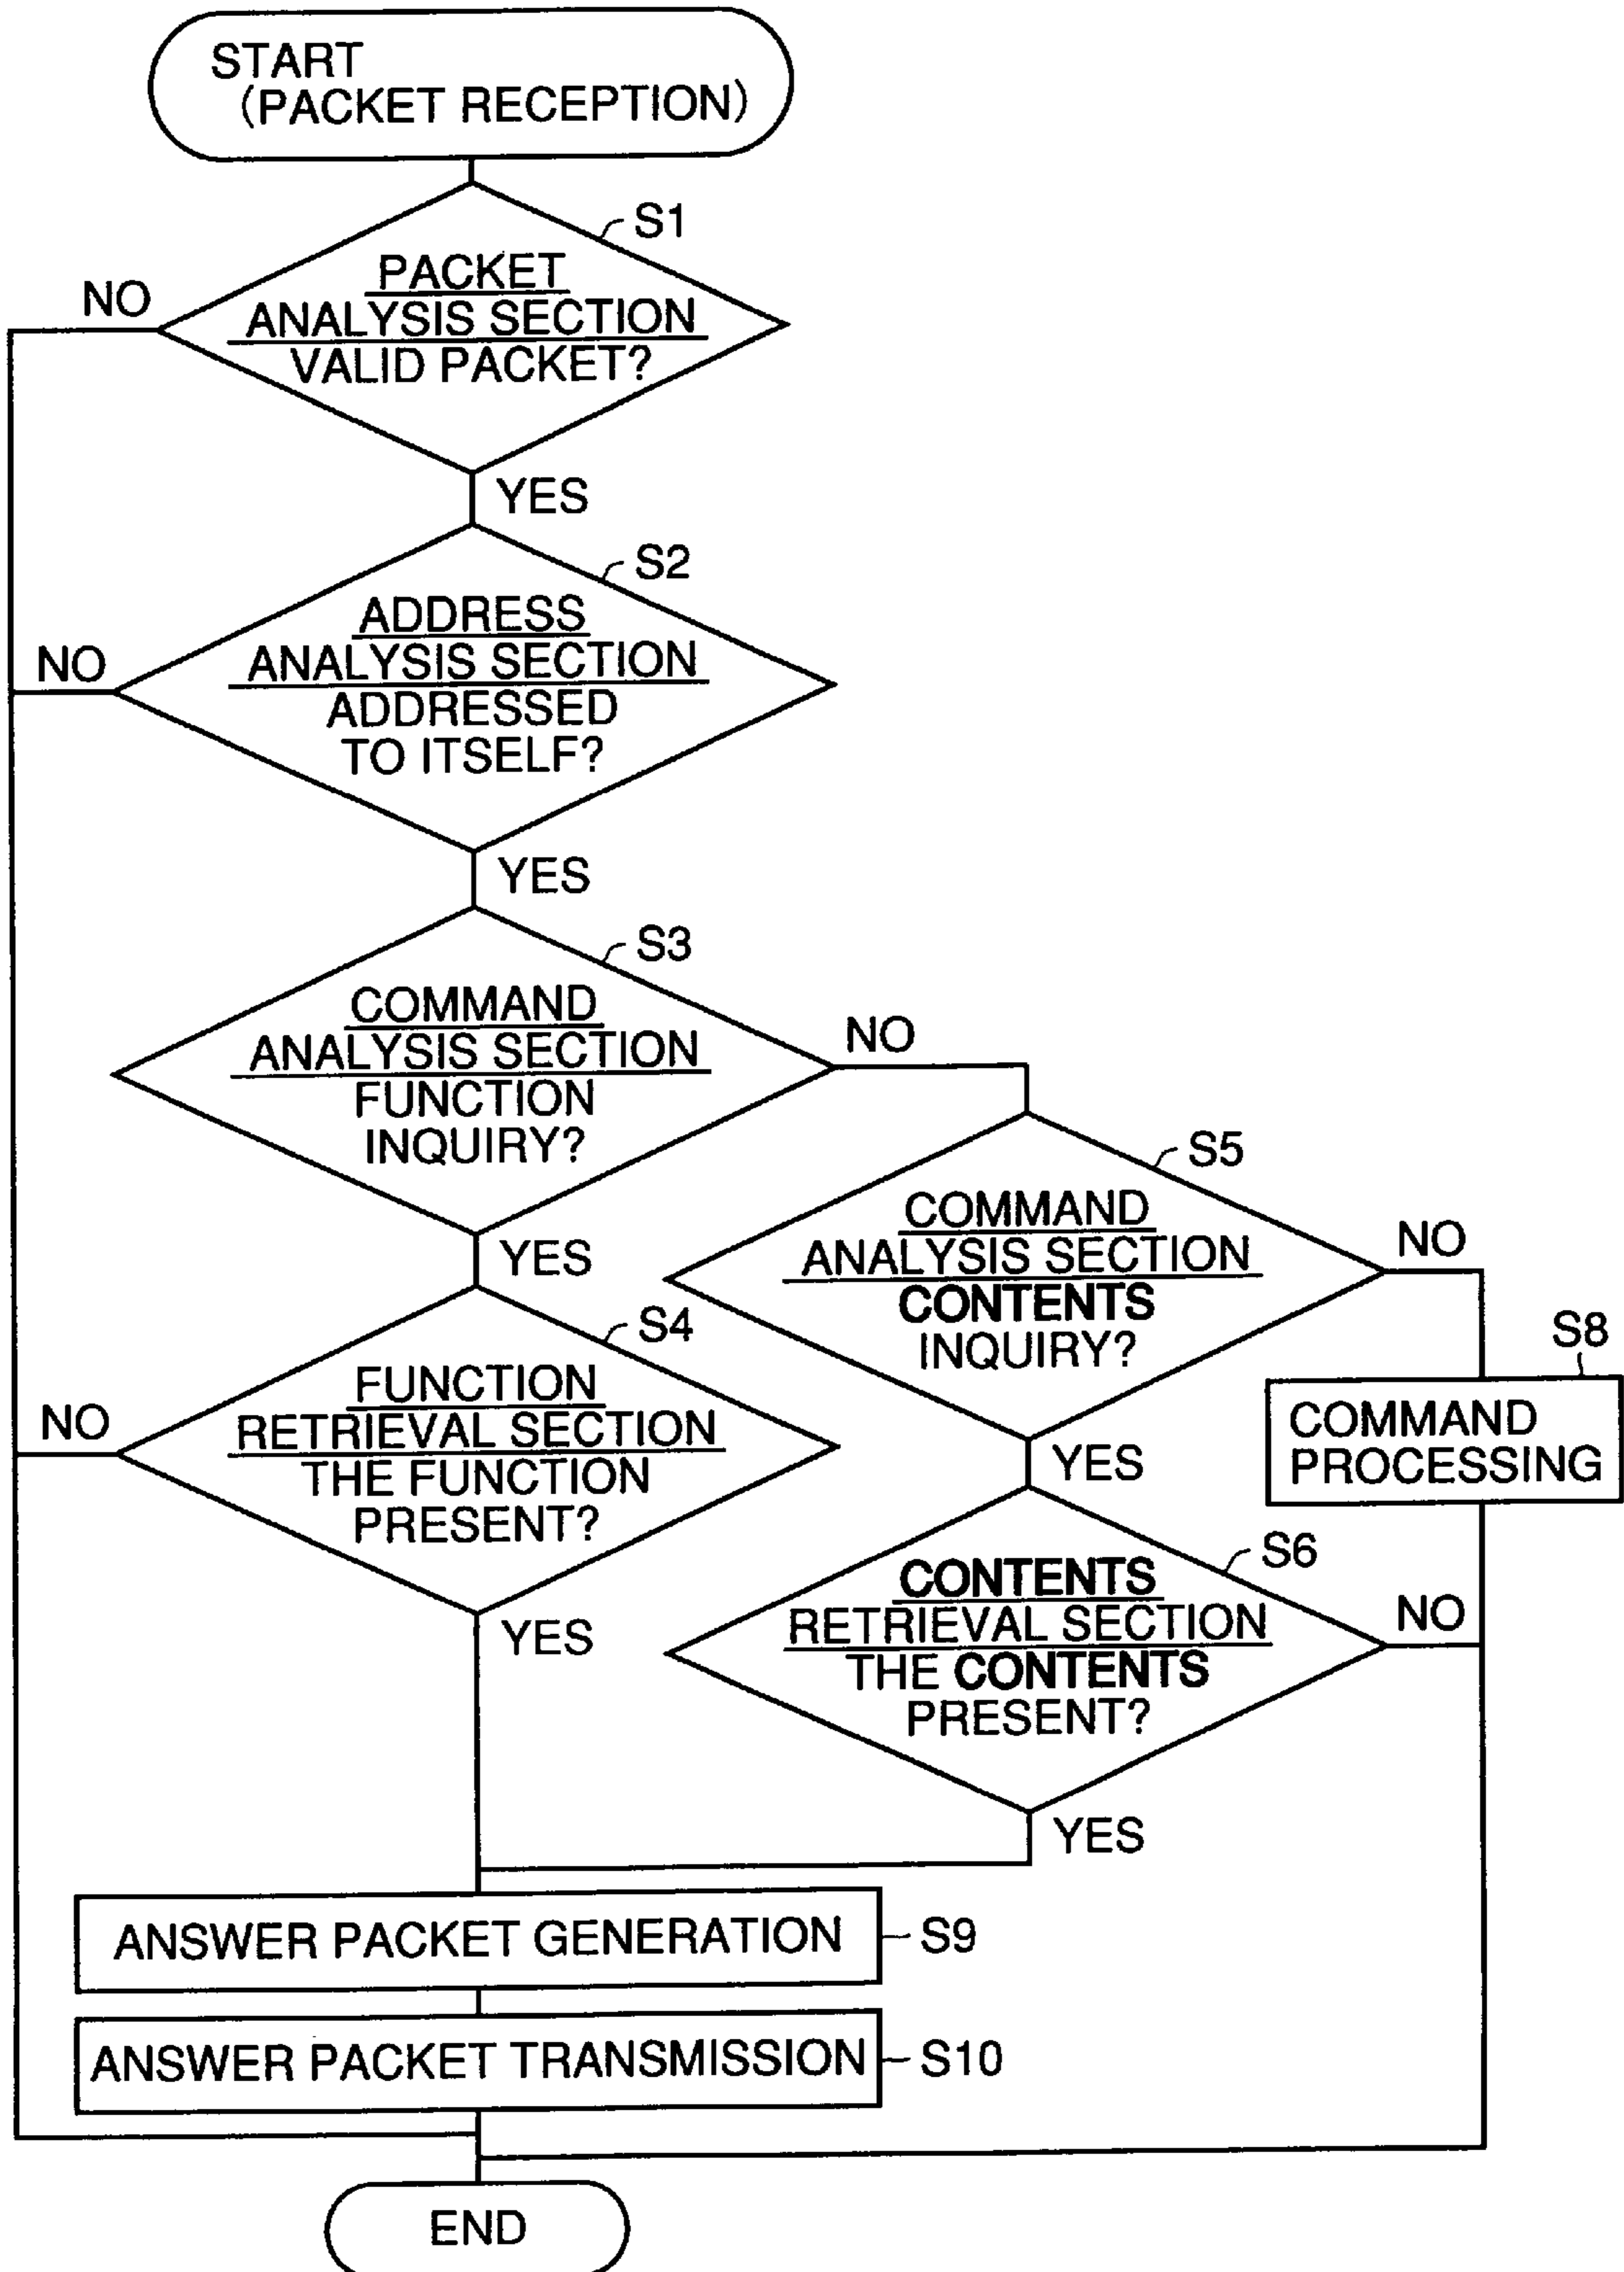 START
(PACKET RECEPTION)
S1
PACKET
ANALYSIS SECTION
VALID PACKET?
NO
YES
S2
ADDRESS
ANALYSIS SECTION
ADDRESSED
TO ITSELF?
NO
YES
S3
COMMAND
ANALYSIS SECTION
FUNCTION
INQUIRY?
NO
YES
S5
COMMAND
ANALYSIS SECTION
CONTENTS
INQUIRY?
NO
YES
S4
FUNCTION
RETRIEVAL SECTION
THE FUNCTION
PRESENT?
NO
YES
S8
COMMAND
PROCESSING
S6
CONTENTS
RETRIEVAL SECTION
THE CONTENTS
PRESENT?
NO
YES
ANSWER PACKET GENERATION
S9
ANSWER PACKET TRANSMISSION
S10
END